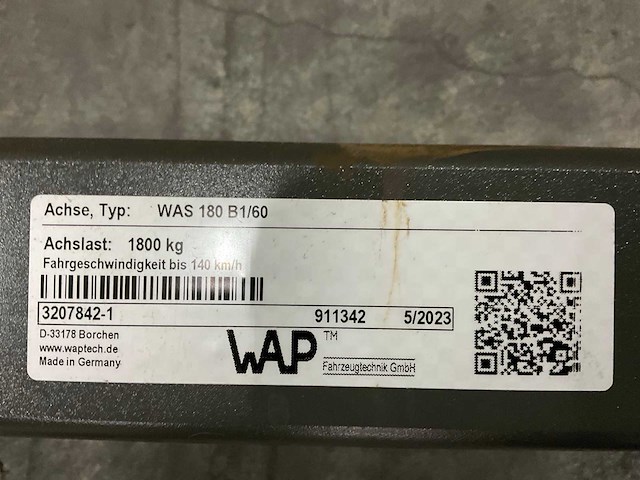 Achse, Typ: WAS 180 B1/60
Achslast: 1800 kg
Fahrgeschwindigkeit bis 140 km/h
3207842-1 911342 5/2023
D-33178 Borchen
www.waptech.de
Made in Germany
WAP™
Fahrzeugtechnik GmbH